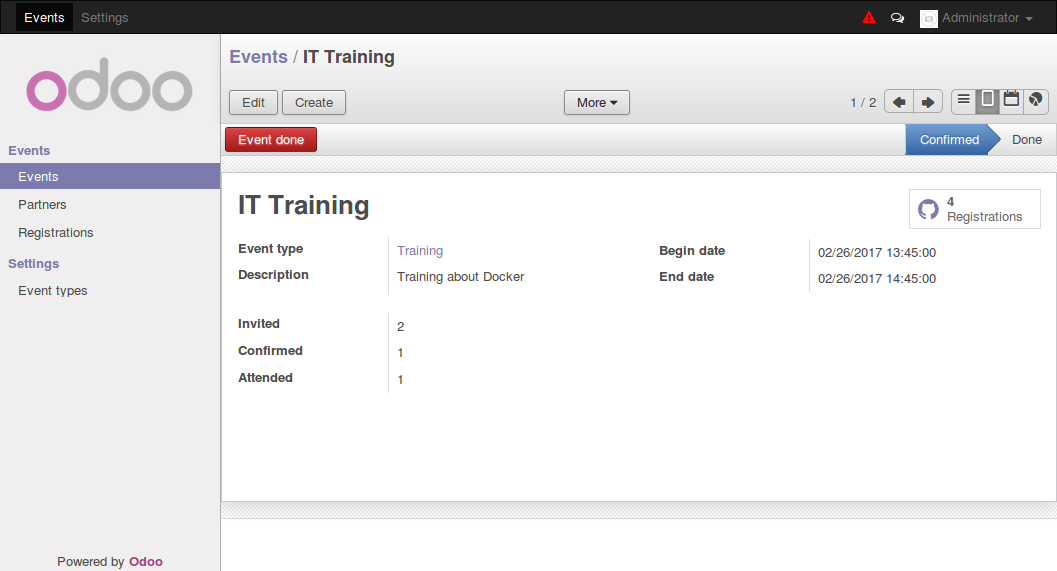 Events Settings Administrator
odoo
Events / IT Training
Edit Create More 1 / 2
Event done Confirmed Done
Events
Events
Partners
Registrations
Settings
Event types
IT Training
4
Registrations
Event type Training Begin date 02/26/2017 13:45:00
Description Training about Docker End date 02/26/2017 14:45:00
Invited 2
Confirmed 1
Attended 1
Powered by Odoo